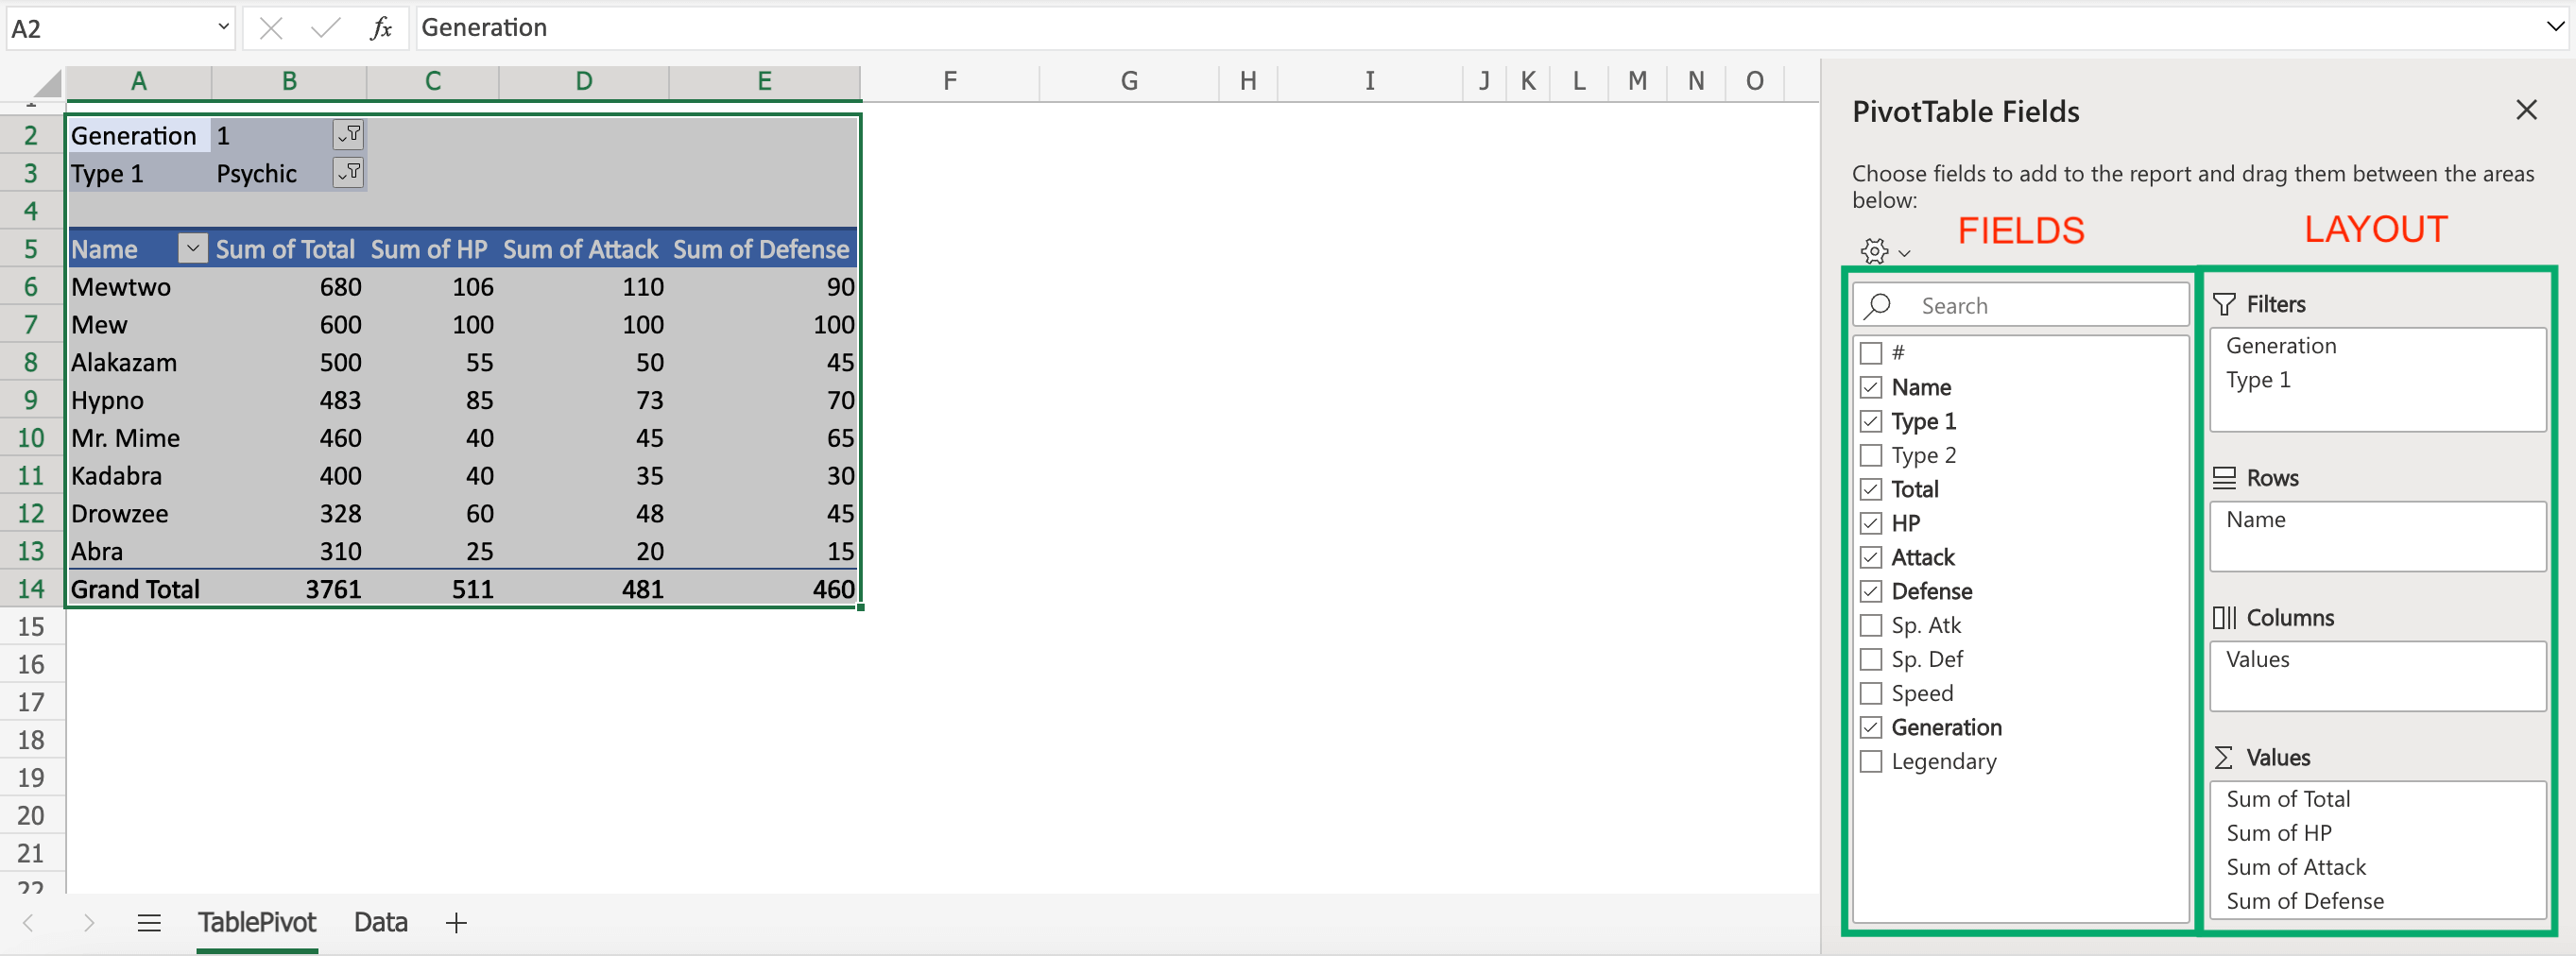 A2 fx Generation
A B C D E F G H I J K L M N O
1
2 Generation 1
3 Type 1 Psychic
4
5 Name Sum of Total Sum of HP Sum of Attack Sum of Defense
6 Mewtwo 680 106 110 90
7 Mew 600 100 100 100
8 Alakazam 500 55 50 45
9 Hypno 483 85 73 70
10 Mr. Mime 460 40 45 65
11 Kadabra 400 40 35 30
12 Drowzee 328 60 48 45
13 Abra 310 25 20 15
14 Grand Total 3761 511 481 460
15
16
17
18
19
20
21
22
TablePivot Data
PivotTable Fields
Choose fields to add to the report and drag them between the areas
below:
FIELDS
LAYOUT
Search
#
Name
Type 1
Type 2
Total
HP
Attack
Defense
Sp. Atk
Sp. Def
Speed
Generation
Legendary
Filters
Generation
Type 1
Rows
Name
Columns
Values
Σ Values
Sum of Total
Sum of HP
Sum of Attack
Sum of Defense